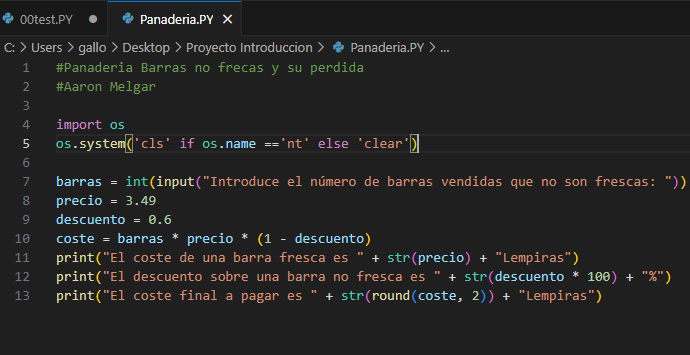 00test.PY
Panaderia.PY
C: > Users > gallo > Desktop > Proyecto Introduccion > Panaderia.PY > ...
1 #Panaderia Barras no frecas y su perdida
2 #Aaron Melgar
3
4 import os
5 os.system('cls' if os.name =='nt' else 'clear')
6
7 barras = int(input("Introduce el número de barras vendidas que no son frescas: "))
8 precio = 3.49
9 descuento = 0.6
10 coste = barras * precio * (1 - descuento)
11 print("El coste de una barra fresca es " + str(precio) + "Lempiras")
12 print("El descuento sobre una barra no fresca es " + str(descuento * 100) + "%")
13 print("El coste final a pagar es " + str(round(coste, 2)) + "Lempiras")